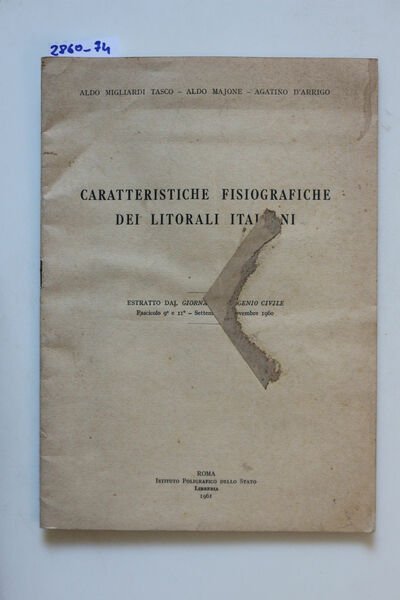 2860-74
ALDO MIGLIARDI TASCO - ALDO MAJONE - AGATINO D'ARRIGO
CARATTERISTICHE FISIOGRAFICHE
DEI LITORALI ITA NI
ESTRATTO DAL GIORNA GENIO CIVILE
Fascicolo 9° e 11° - Settem vembre 1960
ROMA
ISTITUTO POLIGRAFICO DELLO STATO
LIBRERIA
1961